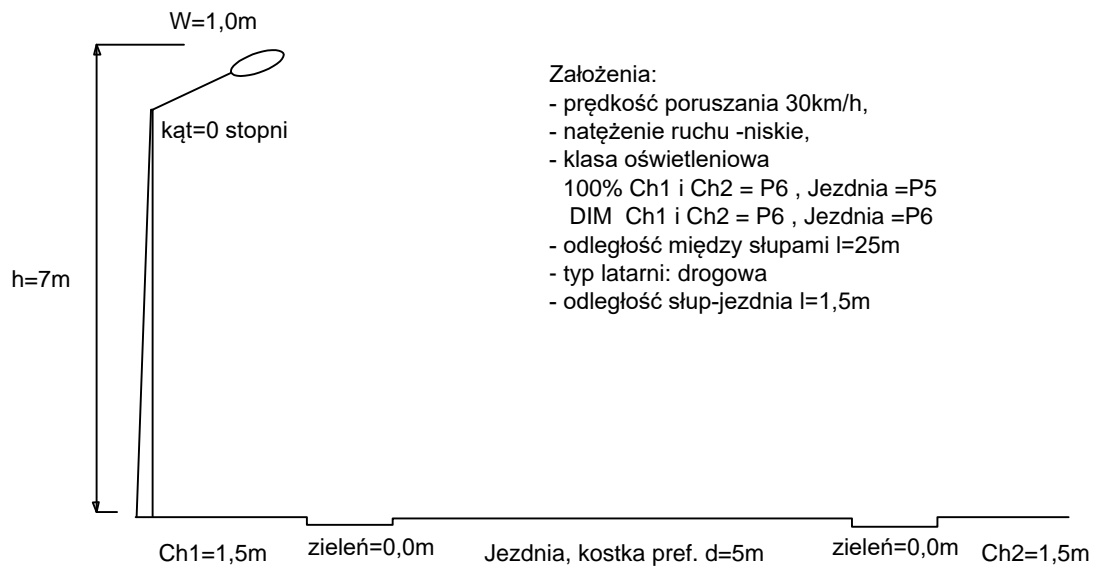 W=1,0m
kąt=0 stopni
h=7m
Założenia:
- prędkość poruszania 30km/h,
- natężenie ruchu -niskie,
- klasa oświetleniowa
100% Ch1 i Ch2 = P6 , Jezdnia =P5
DIM Ch1 i Ch2 = P6 , Jezdnia =P6
- odległość między słupami l=25m
- typ latarni: drogowa
- odległość słup-jezdnia l=1,5m
Ch1=1,5m
zieleń=0,0m
Jezdnia, kostka pref. d=5m
zieleń=0,0m
Ch2=1,5m